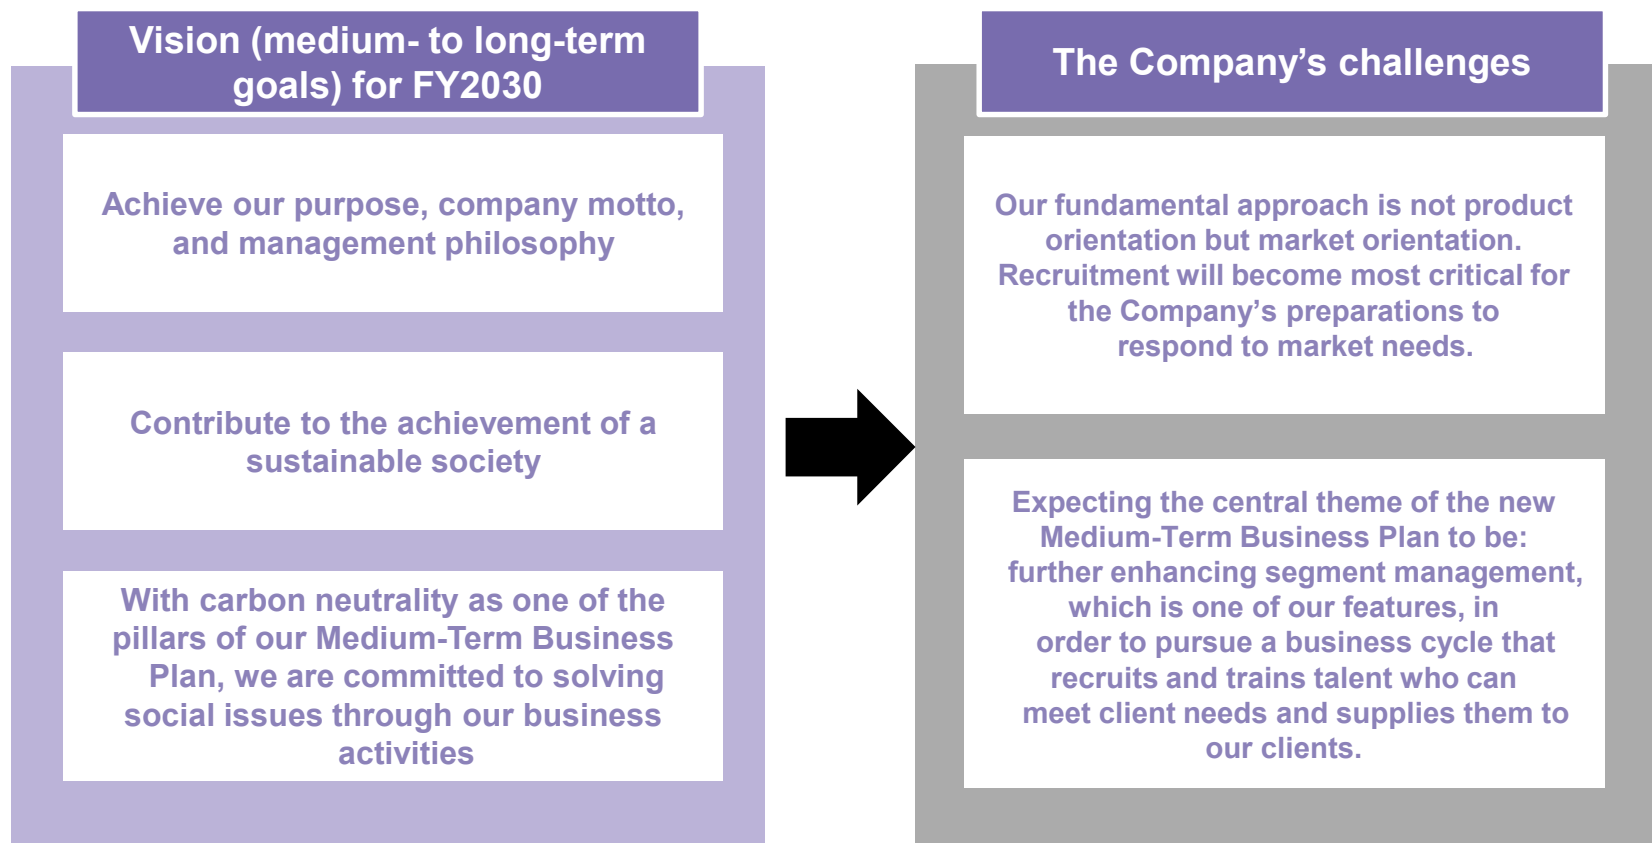 Vision (medium- to long-term
goals) for FY2030
Achieve our purpose, company motto,
and management philosophy
Contribute to the achievement of a
sustainable society
With carbon neutrality as one of the
pillars of our Medium-Term Business
Plan, we are committed to solving
social issues through our business
activities
The Company’s challenges
Our fundamental approach is not product
orientation but market orientation.
Recruitment will become most critical for
the Company’s preparations to
respond to market needs.
Expecting the central theme of the new
Medium-Term Business Plan to be:
further enhancing segment management,
which is one of our features, in
order to pursue a business cycle that
recruits and trains talent who can
meet client needs and supplies them to
our clients.